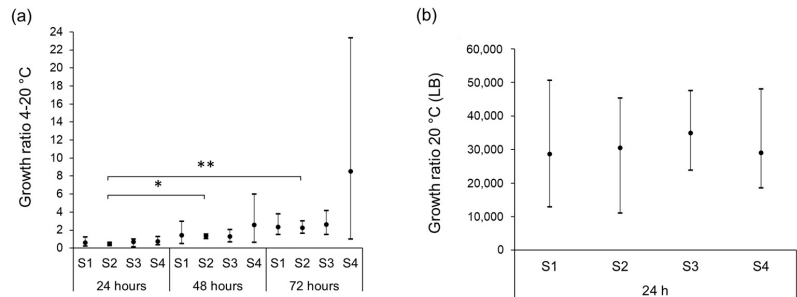 (a)
Growth ratio 4-20 °C
24
22
20
18
16
14
12
10
8
6
4
2
0
**
*
S1 S2 S3 S4 S1 S2 S3 S4 S1 S2 S3 S4
24 hours 48 hours 72 hours
(b)
Growth ratio 20 °C (LB)
60,000
50,000
40,000
30,000
20,000
10,000
0
S1 S2 S3 S4
24 h